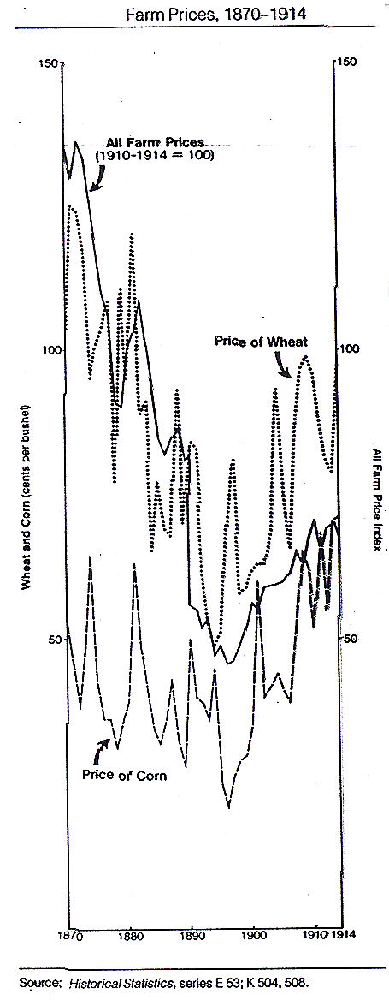 Farm Prices, 1870–1914
150
150
All Farm Prices
(1910-1914 = 100)
Price of Wheat
100
100
Wheat and Corn (cents per bushel)
All Farm Price Index
50
50
Price of Corn
1870
1880
1890
1900
1910
1914
Source: Historical Statistics, series E 53; K 504, 508.